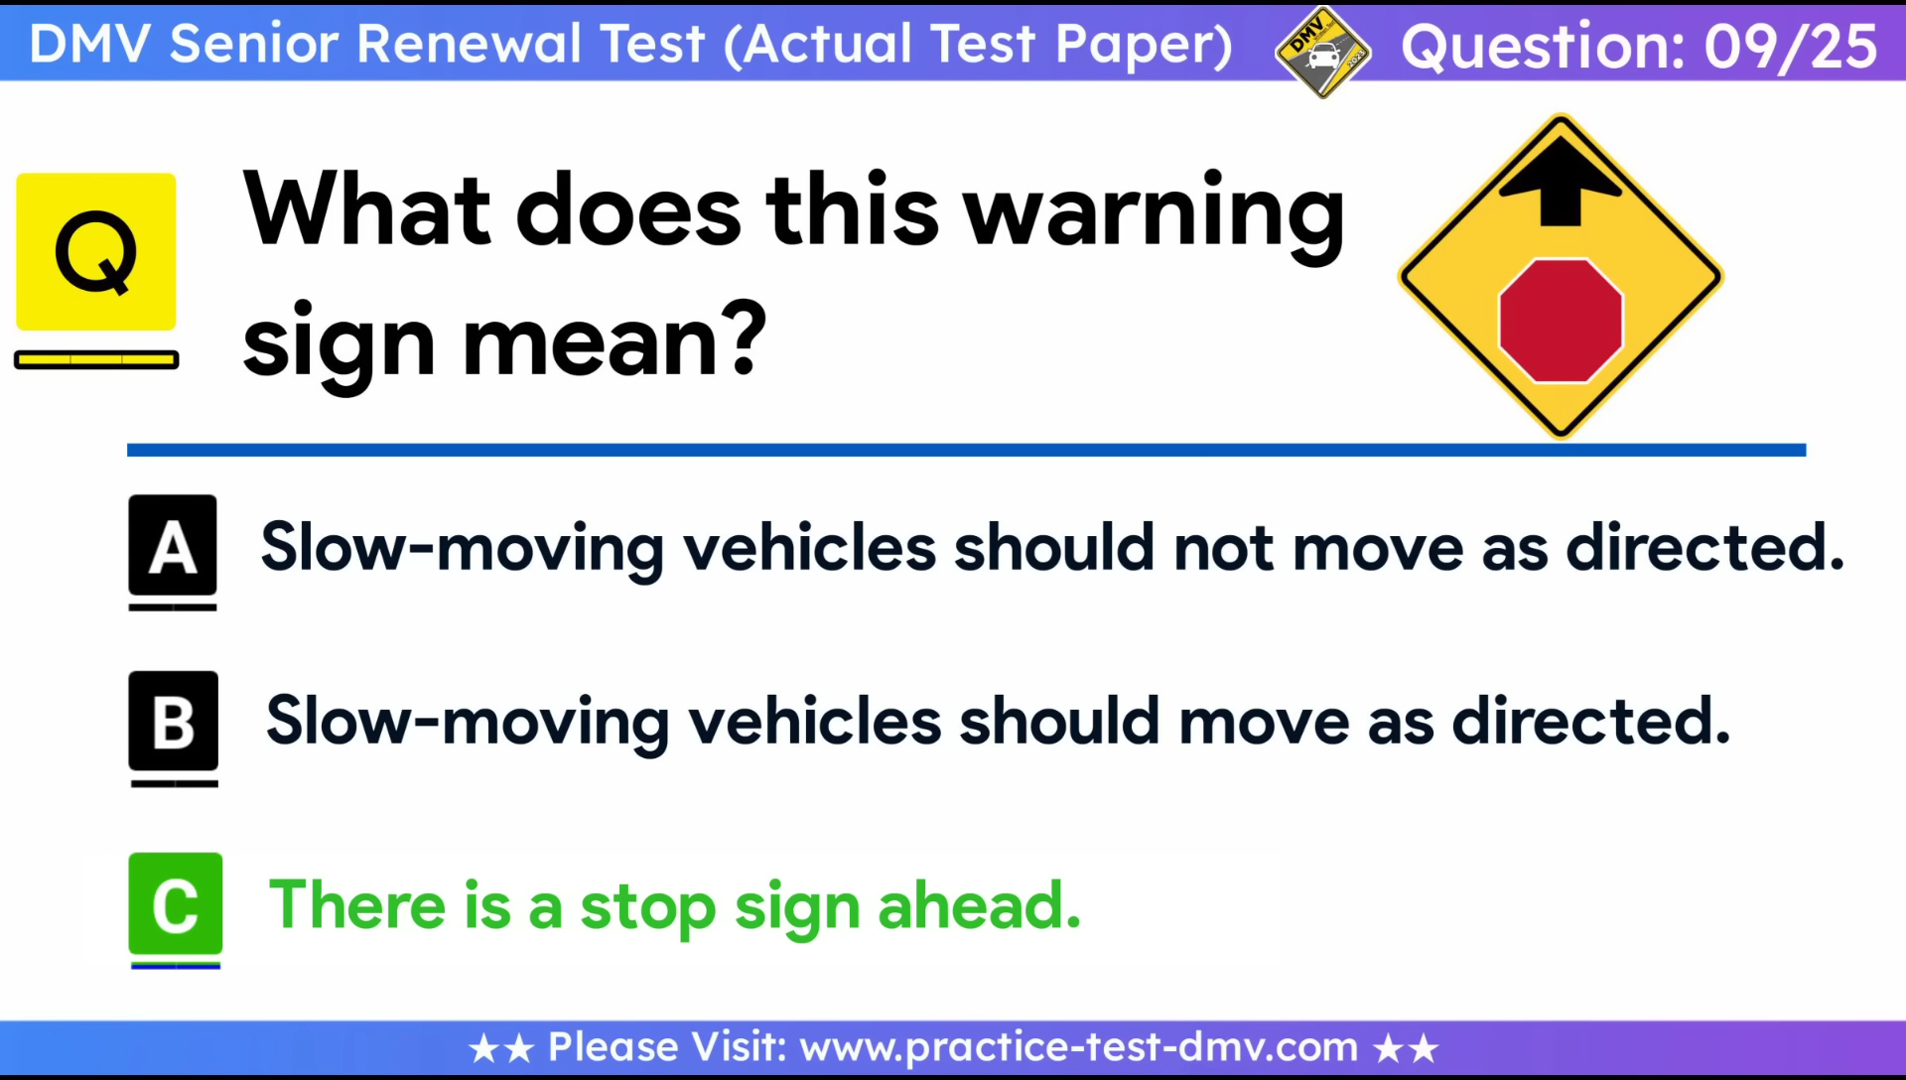 DMV Senior Renewal Test (Actual Test Paper)
DMV
2023
Question: 09/25
Q
What does this warning
sign mean?
A
Slow-moving vehicles should not move as directed.
B
Slow-moving vehicles should move as directed.
C
There is a stop sign ahead.
★★ Please Visit: www.practice-test-dmv.com ★★